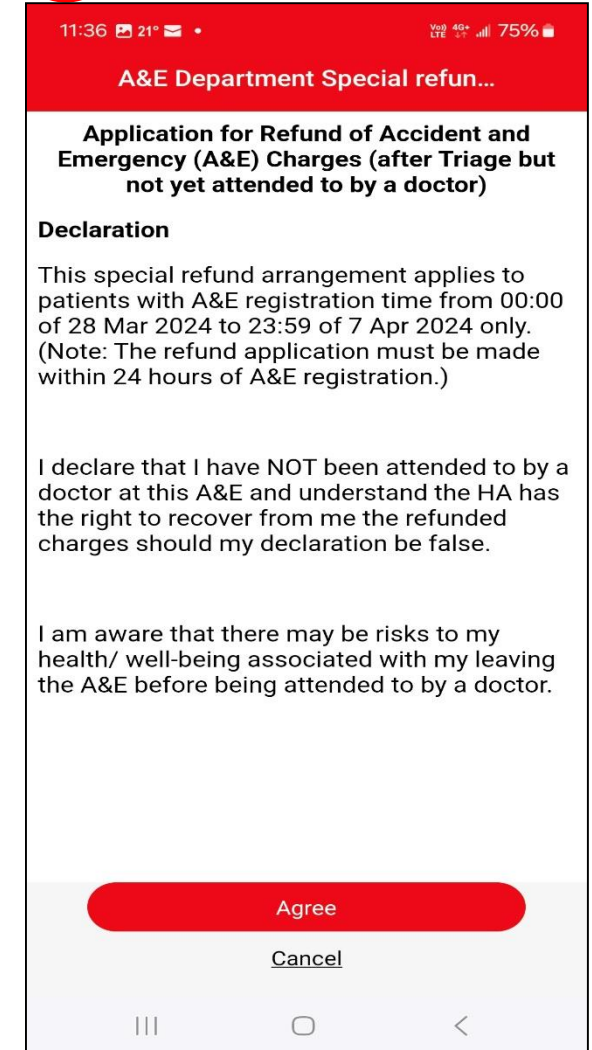 11:36 21°
Vo)) LTE 4G+ 75%
A&E Department Special refun...
Application for Refund of Accident and
Emergency (A&E) Charges (after Triage but
not yet attended to by a doctor)
Declaration
This special refund arrangement applies to
patients with A&E registration time from 00:00
of 28 Mar 2024 to 23:59 of 7 Apr 2024 only.
(Note: The refund application must be made
within 24 hours of A&E registration.)
I declare that I have NOT been attended to by a
doctor at this A&E and understand the HA has
the right to recover from me the refunded
charges should my declaration be false.
I am aware that there may be risks to my
health/ well-being associated with my leaving
the A&E before being attended to by a doctor.
Agree
Cancel